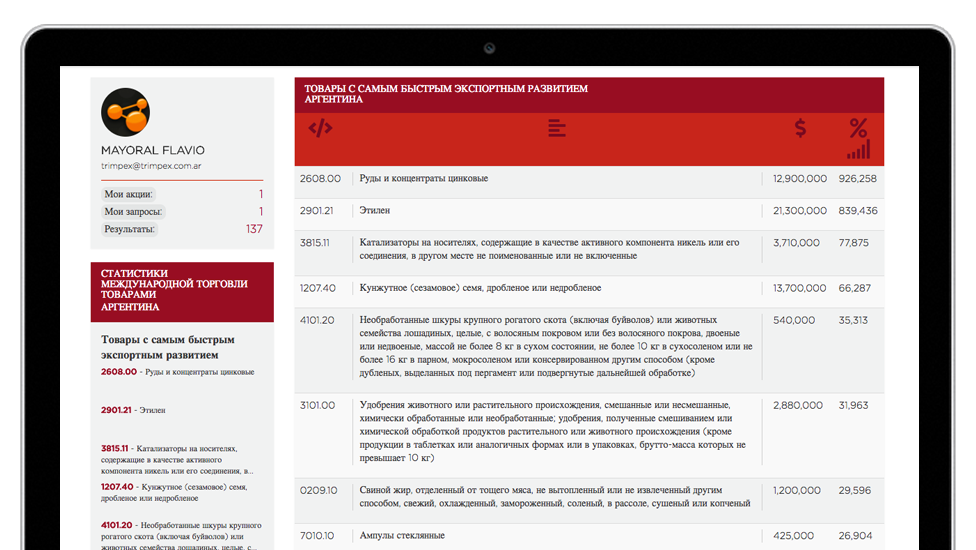 MAYORAL FLAVIO
trimpex@trimpex.com.ar
Мои акции: 1
Мои запросы: 1
Результаты: 137
СТАТИСТИКИ
МЕЖДУНАРОДНОЙ ТОРГОВЛИ
ТОВАРАМИ
АРГЕНТИНА
Товары с самым быстрым
экспортным развитием
2608.00 - Руды и концентраты цинковые
2901.21 - Этилен
3815.11 - Катализаторы на носителях,
содержащие в качестве активного
компонента никель или его соединения, в...
1207.40 - Кунжутное (сезамовое) семя,
дробленое или недробленое
4101.20 - Необработанные шкуры крупного
рогатого скота (включая буйволов) или
животных семейства лошадиных, целые, с...
ТОВАРЫ С САМЫМ БЫСТРЫМ ЭКСПОРТНЫМ РАЗВИТИЕМ
АРГЕНТИНА
</> $ %
2608.00 Руды и концентраты цинковые 12,900,000 926,258
2901.21 Этилен 21,300,000 839,436
3815.11 Катализаторы на носителях, содержащие в качестве активного компонента никель или его 3,710,000 77,875
соединения, в другом месте не поименованные или не включенные
1207.40 Кунжутное (сезамовое) семя, дробленое или недробленое 13,700,000 66,287
4101.20 Необработанные шкуры крупного рогатого скота (включая буйволов) или животных 540,000 35,313
семейства лошадиных, целые, с волосяным покровом или без волосяного покрова, двоеные
или недвоеные, массой не более 8 кг в сухом состоянии, не более 10 кг в сухосоленом или не
более 16 кг в парном, мокросоленом или консервированном другим способом (кроме
дубленых, выделанных под пергамент или подвергнутые дальнейшей обработке)
3101.00 Удобрения животного или растительного происхождения, смешанные или несмешанные, 2,880,000 31,963
химически обработанные или необработанные; удобрения, полученные смешиванием или
химической обработкой продуктов растительного или животного происхождения (кроме
продукции в таблетках или аналогичных формах или в упаковках, брутто-масса которых не
превышает 10 кг)
0209.10 Свиной жир, отделенный от тощего мяса, не вытопленный или не извлеченный другим 1,200,000 29,596
способом, свежий, охлажденный, замороженный, соленый, в рассоле, сушеный или копченый
7010.10 Ампулы стеклянные 425,000 26,904